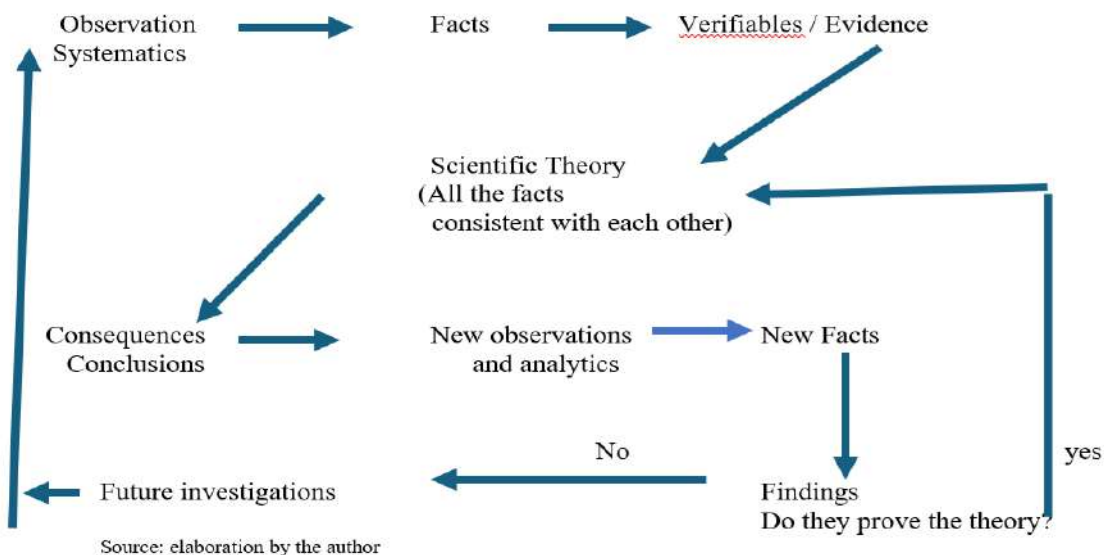 Observation
Systematics
Facts
Verifiables / Evidence
Scientific Theory
(All the facts
consistent with each other)
Consequences
Conclusions
New observations
and analytics
New Facts
No
yes
Future investigations
Findings
Do they prove the theory?
Source: elaboration by the author